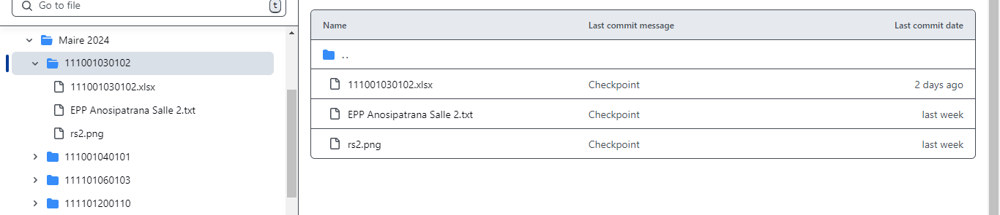 Go to file
t
Maire 2024
111001030102
111001030102.xlsx
EPP Anosipatrana Salle 2.txt
rs2.png
111001040101
111101060103
111101200110
Name Last commit message Last commit date
..
111001030102.xlsx Checkpoint 2 days ago
EPP Anosipatrana Salle 2.txt Checkpoint last week
rs2.png Checkpoint last week